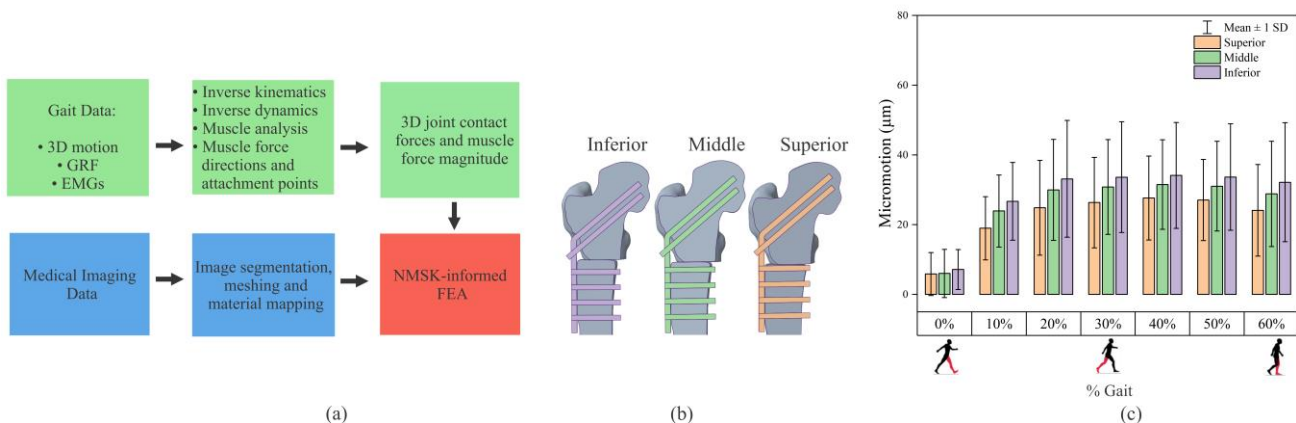 Gait Data:
• 3D motion
• GRF
• EMGs
• Inverse kinematics
• Inverse dynamics
• Muscle analysis
• Muscle force
directions and
attachment points
3D joint contact
forces and muscle
force magnitude
Medical Imaging
Data
Image segmentation,
meshing and
material mapping
NMSK-informed
FEA
(a)
Inferior
Middle
Superior
(b)
Micromotion (µm)
80
60
40
20
0
Mean ± 1 SD
Superior
Middle
Inferior
0% 10% 20% 30% 40% 50% 60%
% Gait
(c)